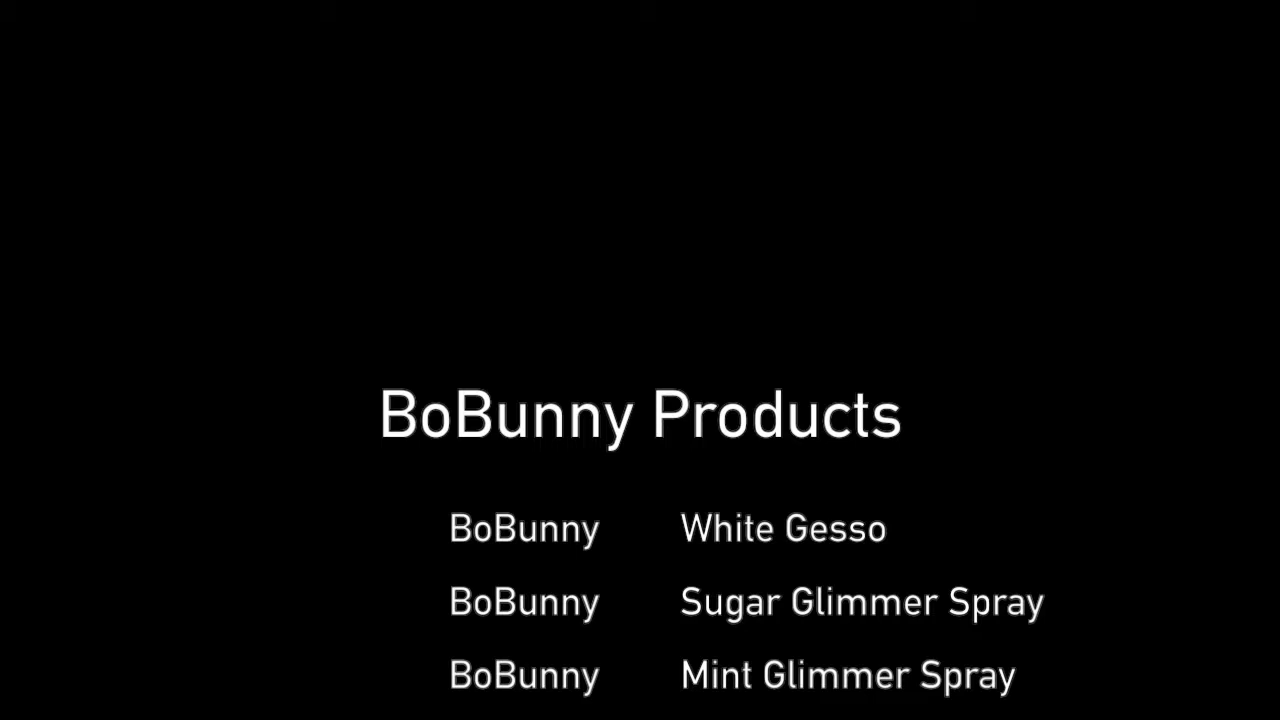 BoBunny Products
BoBunny White Gesso
BoBunny Sugar Glimmer Spray
BoBunny Mint Glimmer Spray